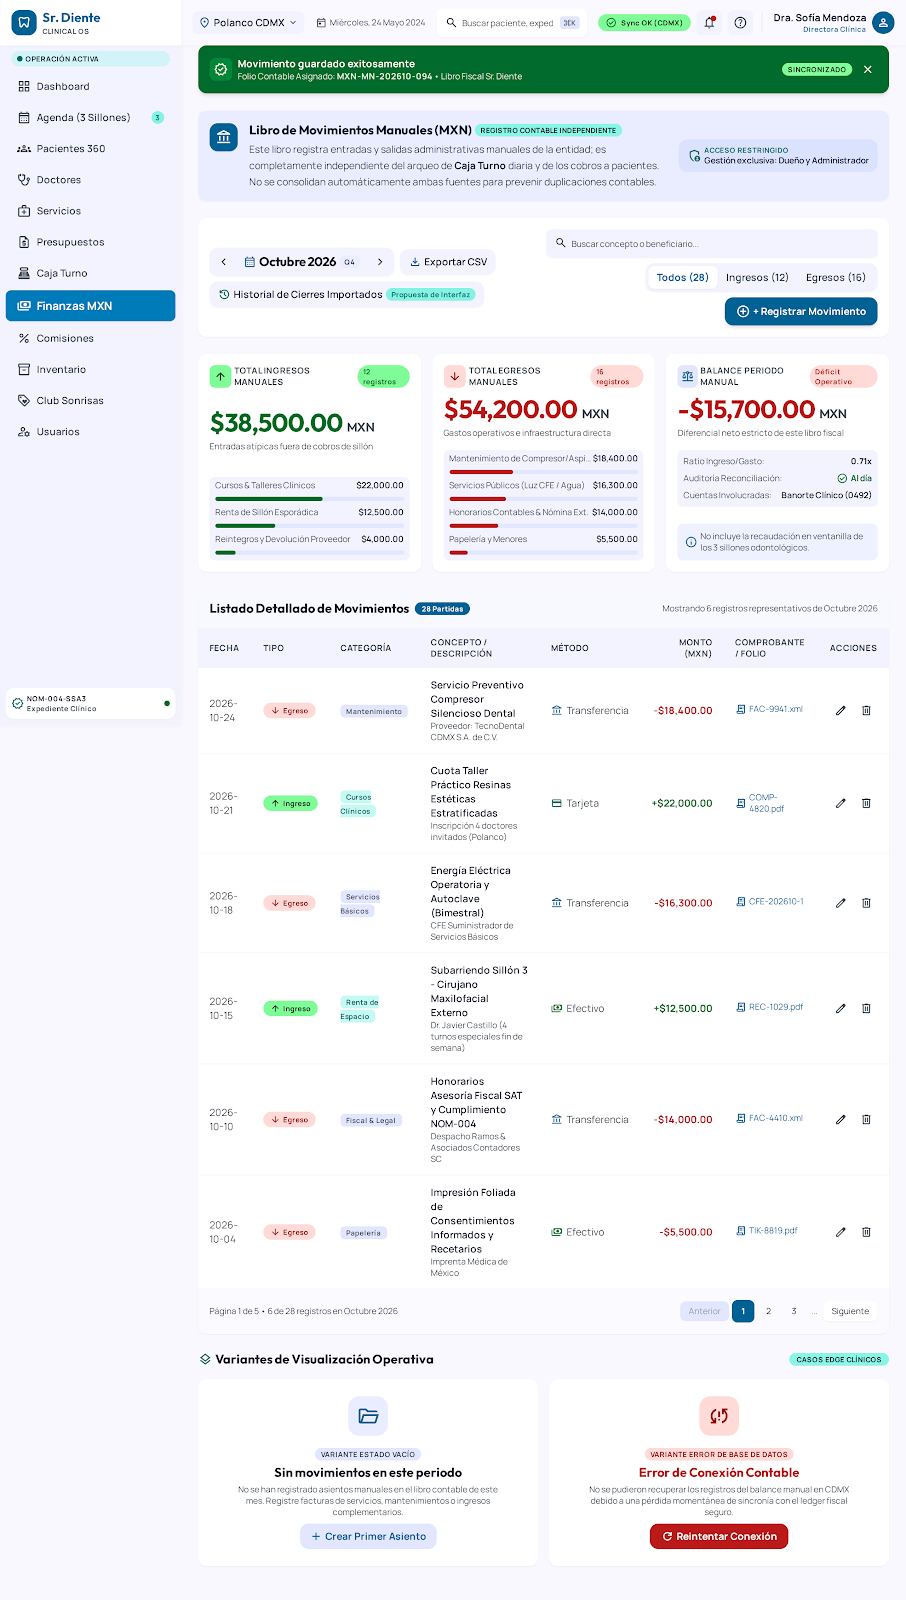 Sr. Diente
CLINICAL OS
Polanco CDMX
Miércoles, 24 Mayo 2024
Buscar paciente, exped
⌘K
Sync OK (CDMX)
Dra. Sofía Mendoza
Directora Clínica
OPERACIÓN ACTIVA
Dashboard
Agenda (3 Sillones)
3
Pacientes 360
Doctores
Servicios
Presupuestos
Caja Turno
Finanzas MXN
Comisiones
Inventario
Club Sonrisas
Usuarios
NOM-004-SSA3
Expediente Clínico
Movimiento guardado exitosamente
Folio Contable Asignado: MXN-MN-202610-094 • Libro Fiscal Sr. Diente
SINCRONIZADO
Libro de Movimientos Manuales (MXN)
REGISTRO CONTABLE INDEPENDIENTE
Este libro registra entradas y salidas administrativas manuales de la entidad; es
completamente independiente del arqueo de Caja Turno diaria y de los cobros a pacientes.
No se consolidan automáticamente ambas fuentes para prevenir duplicaciones contables.
ACCESO RESTRINGIDO
Gestión exclusiva: Dueño y Administrador
Octubre 2026
Q4
Exportar CSV
Historial de Cierres Importados
Propuesta de Interfaz
Buscar concepto o beneficiario...
Todos (28)
Ingresos (12)
Egresos (16)
+ Registrar Movimiento
TOTAL INGRESOS
MANUALES
12
registros
$38,500.00 MXN
Entradas atípicas fuera de cobros de sillón
Cursos & Talleres Clínicos
$22,000.00
Renta de Sillón Esporádica
$12,500.00
Reintegros y Devolución Proveedor
$4,000.00
TOTAL EGRESOS
MANUALES
16
registros
$54,200.00 MXN
Gastos operativos e infraestructura directa
Mantenimiento de Compresor/Aspi...
$18,400.00
Servicios Públicos (Luz CFE / Agua)
$16,300.00
Honorarios Contables & Nómina Ext.
$14,000.00
Papelería y Menores
$5,500.00
BALANCE PERIODO
MANUAL
Déficit
Operativo
-$15,700.00 MXN
Diferencial neto estricto de este libro fiscal
Ratio Ingreso/Gasto:
0.71x
Auditoría Reconciliación:
Al día
Cuentas Involucradas:
Banorte Clínico (0492)
No incluye la recaudación en ventanilla de
los 3 sillones odontológicos.
Listado Detallado de Movimientos
28 Partidas
Mostrando 6 registros representativos de Octubre 2026
FECHA
TIPO
CATEGORÍA
CONCEPTO /
DESCRIPCIÓN
MÉTODO
MONTO
(MXN)
COMPROBANTE
/ FOLIO
ACCIONES
2026-
10-24
Egreso
Mantenimiento
Servicio Preventivo
Compresor
Silencioso Dental
Proveedor: TecnoDental
CDMX S.A. de C.V.
Transferencia
-$18,400.00
FAC-9941.xml
2026-
10-21
Ingreso
Cursos
Clínicos
Cuota Taller
Práctico Resinas
Estéticas
Estratificadas
Inscripción 4 doctores
invitados (Polanco)
Tarjeta
+$22,000.00
COMP-
4820.pdf
2026-
10-18
Egreso
Servicios
Básicos
Energía Eléctrica
Operatoria y
Autoclave
(Bimestral)
CFE Suministrador de
Servicios Básicos
Transferencia
-$16,300.00
CFE-202610-1
2026-
10-15
Ingreso
Renta de
Espacio
Subarriendo Sillón 3
- Cirujano
Maxilofacial
Externo
Dr. Javier Castillo (4
turnos especiales fin de
semana)
Efectivo
+$12,500.00
REC-1029.pdf
2026-
10-10
Egreso
Fiscal & Legal
Honorarios
Asesoría Fiscal SAT
y Cumplimiento
NOM-004
Despacho Ramos &
Asociados Contadores
SC
Transferencia
-$14,000.00
FAC-4410.xml
2026-
10-04
Egreso
Papelería
Impresión Foliada
de
Consentimientos
Informados y
Recetarios
Imprenta Médica de
México
Efectivo
-$5,500.00
TIK-8819.pdf
Página 1 de 5 • 6 de 28 registros en Octubre 2026
Anterior
1
2
3
...
Siguiente
Variantes de Visualización Operativa
CASOS EDGE CLÍNICOS
VARIANTE ESTADO VACÍO
Sin movimientos en este periodo
No se han registrado asientos manuales en el libro contable de este
mes. Registre facturas de servicios, mantenimientos o ingresos
complementarios.
Crear Primer Asiento
VARIANTE ERROR DE BASE DE DATOS
Error de Conexión Contable
No se pudieron recuperar los registros del balance manual en CDMX
debido a una pérdida momentánea de sincronía con el ledger fiscal
seguro.
Reintentar Conexión